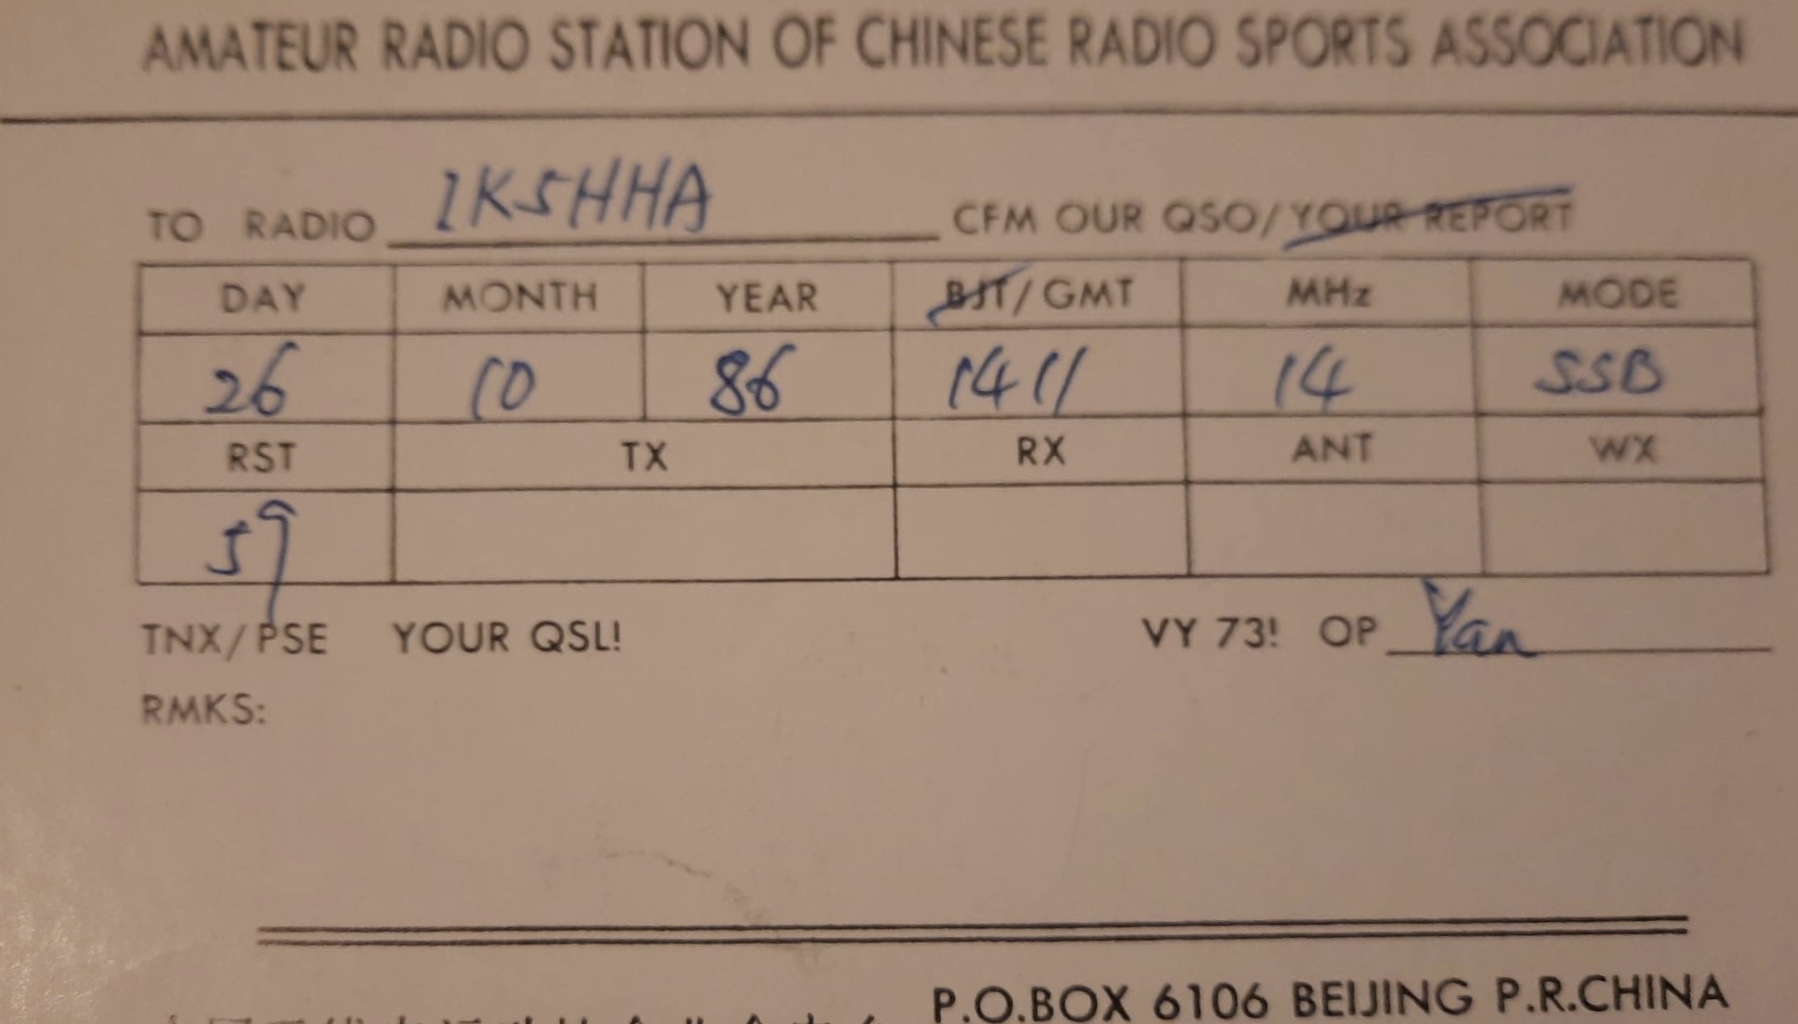 AMATEUR RADIO STATION OF CHINESE RADIO SPORTS ASSOCIATION
TO RADIO IK5HHA CFM OUR QSO/YOUR REPORT
DAY MONTH YEAR BJT/GMT MHz MODE
26 10 86 1411 14 SSB
RST TX RX ANT WX
59
TNX/PSE YOUR QSL! VY 73! OP Yan
RMKS:
P.O.BOX 6106 BEIJING P.R.CHINA